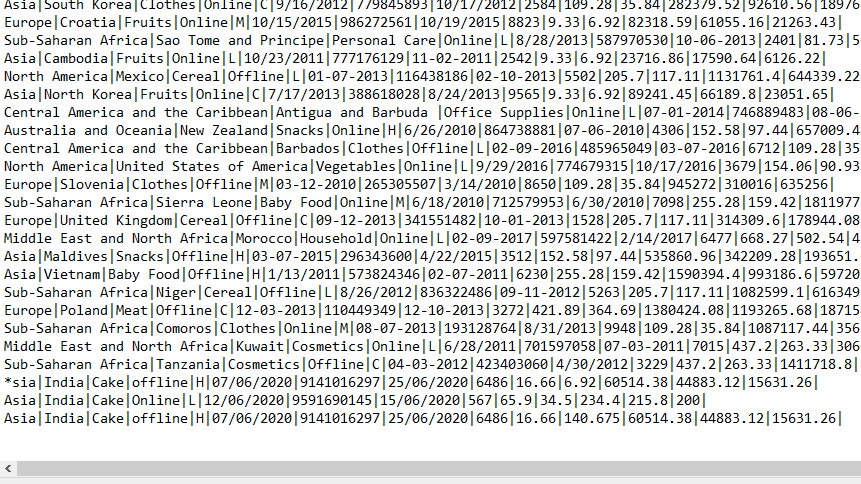 Asia|South Korea|Clothes|Online|C|9/16/2012|779845893|10/17/2012|2584|109.28|35.84|282379.52|92610.56|18976
Europe|Croatia|Fruits|Online|M|10/15/2015|986272561|10/19/2015|8823|9.33|6.92|82318.59|61055.16|21263.43|
Sub-Saharan Africa|Sao Tome and Principe|Personal Care|Online|L|8/28/2013|587970530|10-06-2013|2401|81.73|5
Asia|Cambodia|Fruits|Online|L|10/23/2011|777176129|11-02-2011|2542|9.33|6.92|23716.86|17590.64|6126.22|
North America|Mexico|Cereal|Offline|L|01-07-2013|116438186|02-10-2013|5502|205.7|117.11|1131761.4|644339.22
Asia|North Korea|Fruits|Online|C|7/17/2013|388618028|8/24/2013|9565|9.33|6.92|89241.45|66189.8|23051.65|
Central America and the Caribbean|Antigua and Barbuda |Office Supplies|Online|L|07-01-2014|746889483|08-06-
Australia and Oceania|New Zealand|Snacks|Online|H|6/26/2010|864738881|07-06-2010|4306|152.58|97.44|657009.4
Central America and the Caribbean|Barbados|Clothes|Offline|L|02-09-2016|485965049|03-07-2016|6712|109.28|35
North America|United States of America|Vegetables|Online|L|9/29/2016|774679315|10/17/2016|3679|154.06|90.93
Europe|Slovenia|Clothes|Offline|M|03-12-2010|265305507|3/14/2010|8650|109.28|35.84|945272|310016|635256|
Sub-Saharan Africa|Sierra Leone|Baby Food|Online|M|6/18/2010|712579953|6/30/2010|7098|255.28|159.42|1811977
Europe|United Kingdom|Cereal|Offline|C|09-12-2013|341551482|10-01-2013|1528|205.7|117.11|314309.6|178944.08
Middle East and North Africa|Morocco|Household|Online|L|02-09-2017|597581422|2/14/2017|6477|668.27|502.54|4
Asia|Maldives|Snacks|Offline|H|03-07-2015|296343600|4/22/2015|3512|152.58|97.44|535860.96|342209.28|193651.
Asia|Vietnam|Baby Food|Offline|H|1/13/2011|573824346|02-07-2011|6230|255.28|159.42|1590394.4|993186.6|59720
Sub-Saharan Africa|Niger|Cereal|Offline|L|8/26/2012|836322486|09-11-2012|5263|205.7|117.11|1082599.1|616349
Europe|Poland|Meat|Offline|C|12-03-2013|110449349|12-10-2013|3272|421.89|364.69|1380424.08|1193265.68|18715
Sub-Saharan Africa|Comoros|Clothes|Online|M|08-07-2013|193128764|8/31/2013|9948|109.28|35.84|1087117.44|356
Middle East and North Africa|Kuwait|Cosmetics|Online|L|6/28/2011|701597058|07-03-2011|7015|437.2|263.33|306
Sub-Saharan Africa|Tanzania|Cosmetics|Offline|C|04-03-2012|423403060|4/30/2012|3229|437.2|263.33|1411718.8|
*sia|India|Cake|offline|H|07/06/2020|9141016297|25/06/2020|6486|16.66|6.92|60514.38|44883.12|15631.26|
Asia|India|Cake|Online|L|12/06/2020|9591690145|15/06/2020|567|65.9|34.5|234.4|215.8|200|
Asia|India|Cake|offline|H|07/06/2020|9141016297|25/06/2020|6486|16.66|140.675|60514.38|44883.12|15631.26|